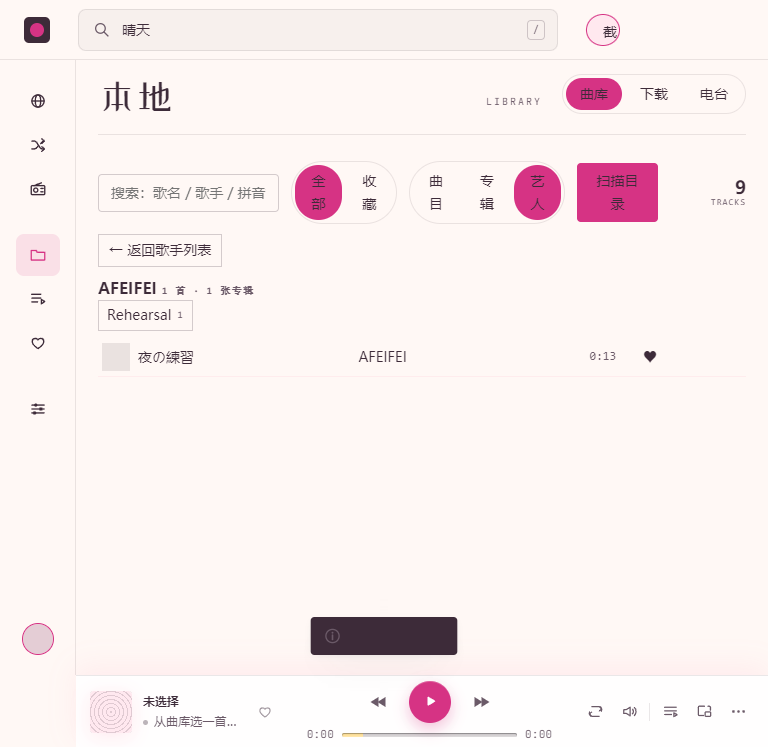 晴天
/
截
本地
LIBRARY
曲库 下载 电台
搜索：歌名 / 歌手 / 拼音
全部 收藏
曲目 专辑 艺人
扫描目录
9
TRACKS
← 返回歌手列表
AFEIFEI 1 首 · 1 张专辑
Rehearsal 1
夜の練習 AFEIFEI 0:13
未选择
从曲库选一首...
0:00 0:00